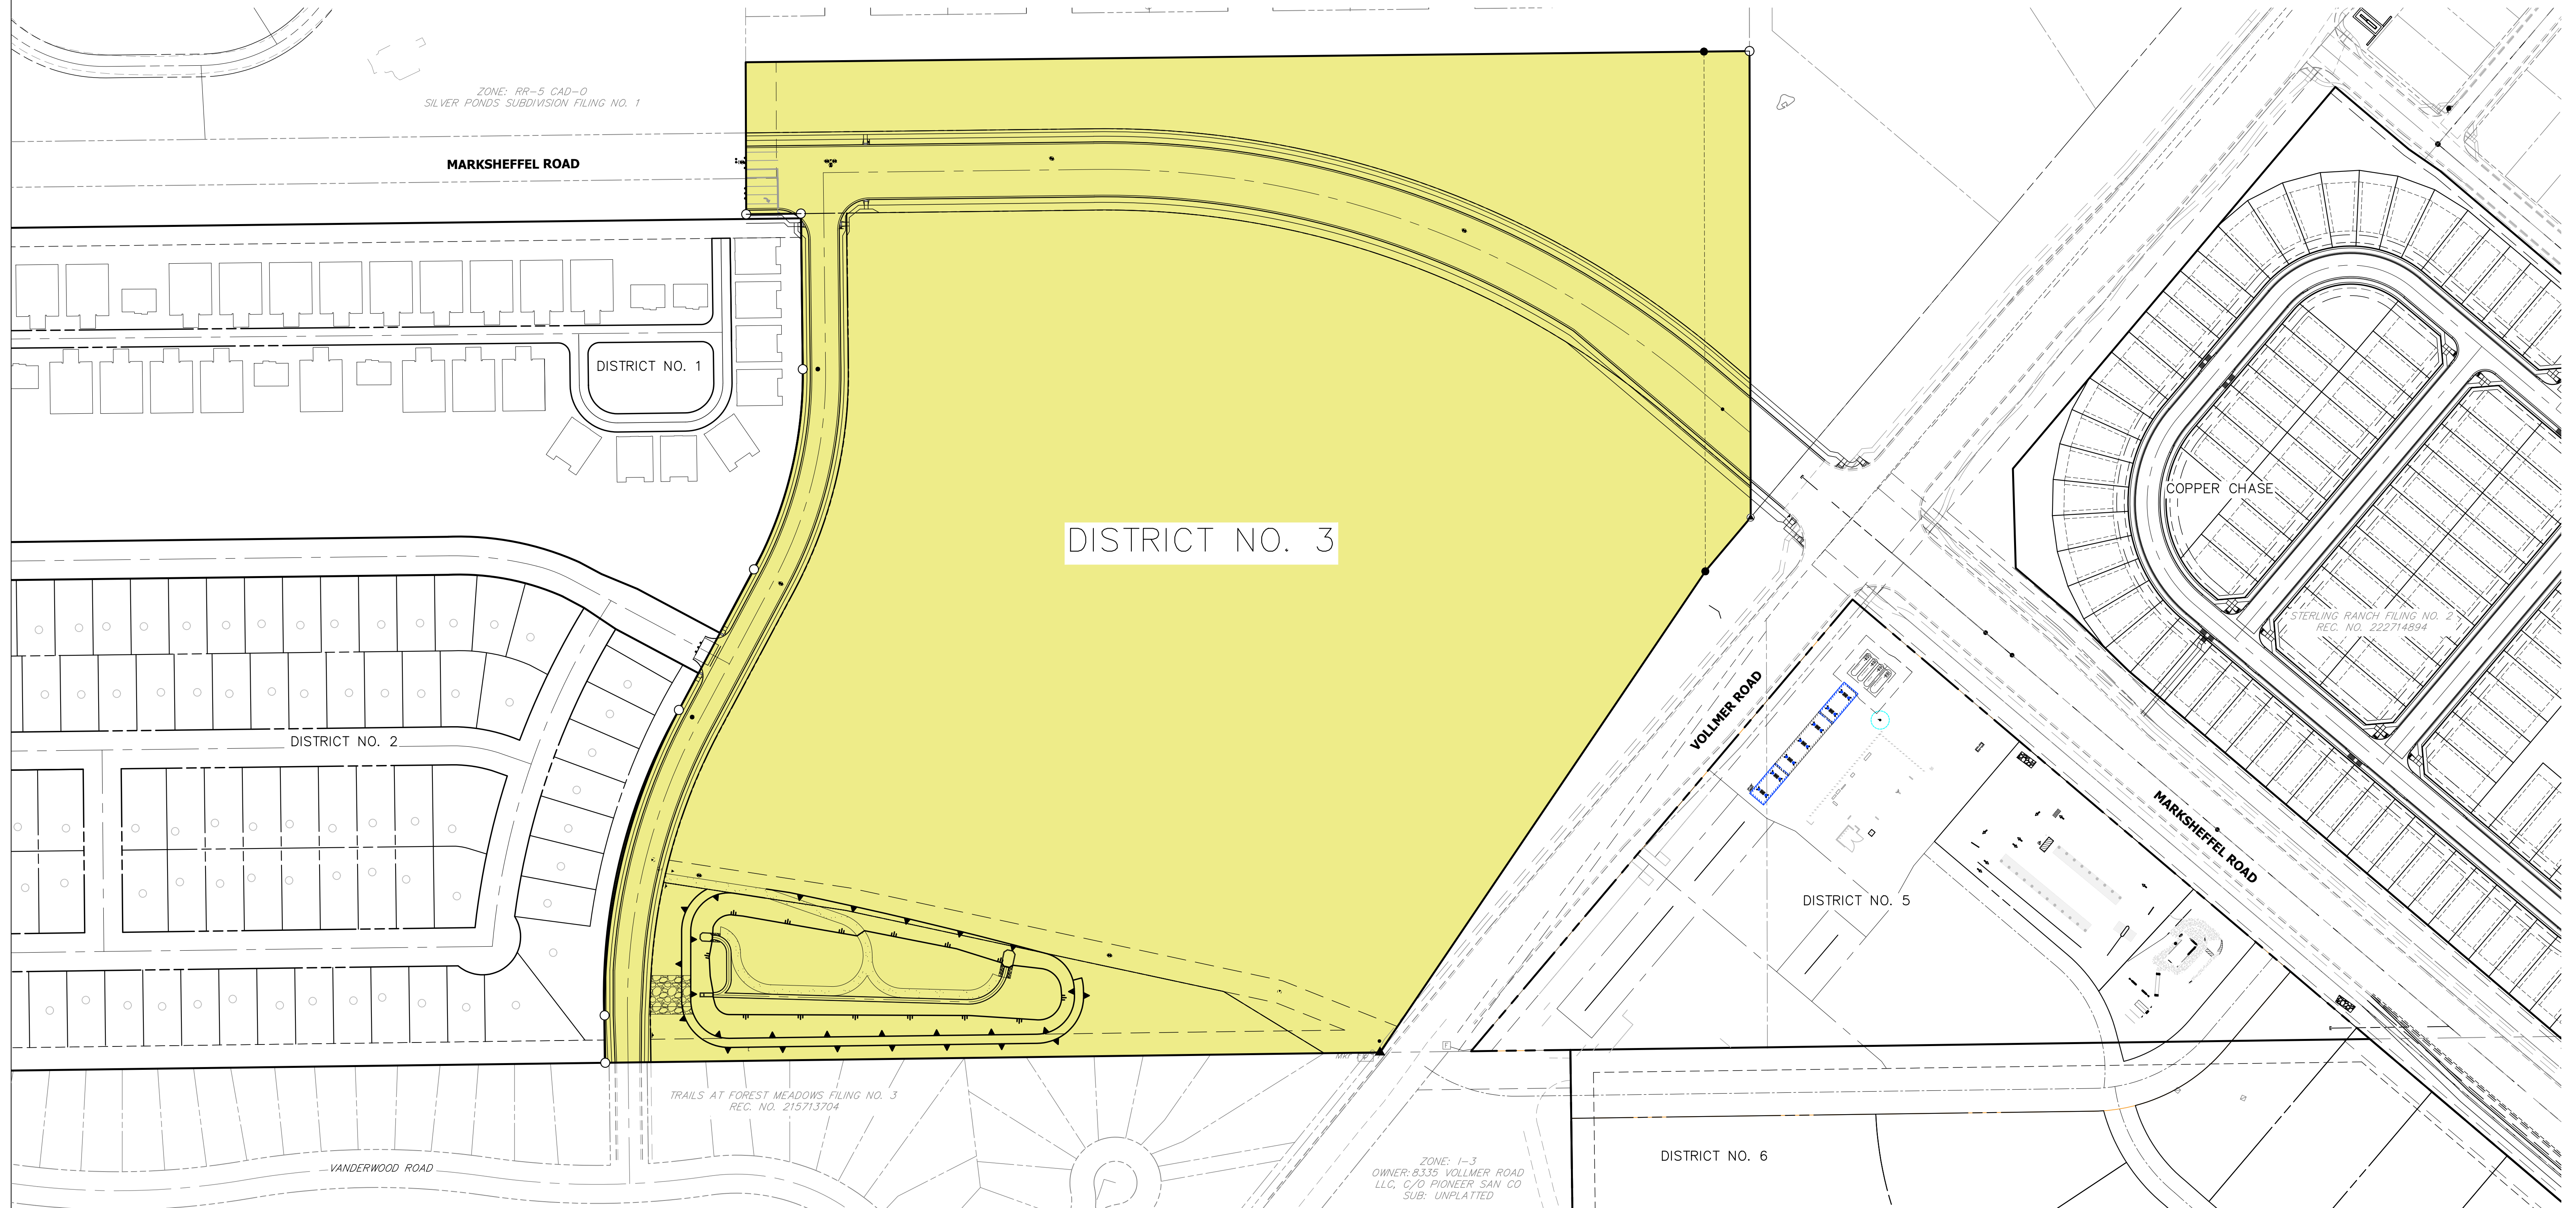 ZONE: RR-5 CAD-0
SILVER PONDS SUBDIVISION FILING NO. 1
MARKSHEFFEL ROAD
DISTRICT NO. 1
DISTRICT NO. 3
COPPER CHASE
STERLING RANCH FILING NO. 2
REC. NO. 222714894
VOLLMER ROAD
DISTRICT NO. 2
MARKSHEFFEL ROAD
DISTRICT NO. 5
TRAILS AT FOREST MEADOWS FILING NO. 3
REC. NO. 215713704
VANDERWOOD ROAD
DISTRICT NO. 6
ZONE: I-3
OWNER: 8335 VOLLMER ROAD
LLC, C/O PIONEER SAN CO
SUB: UNPLATTED